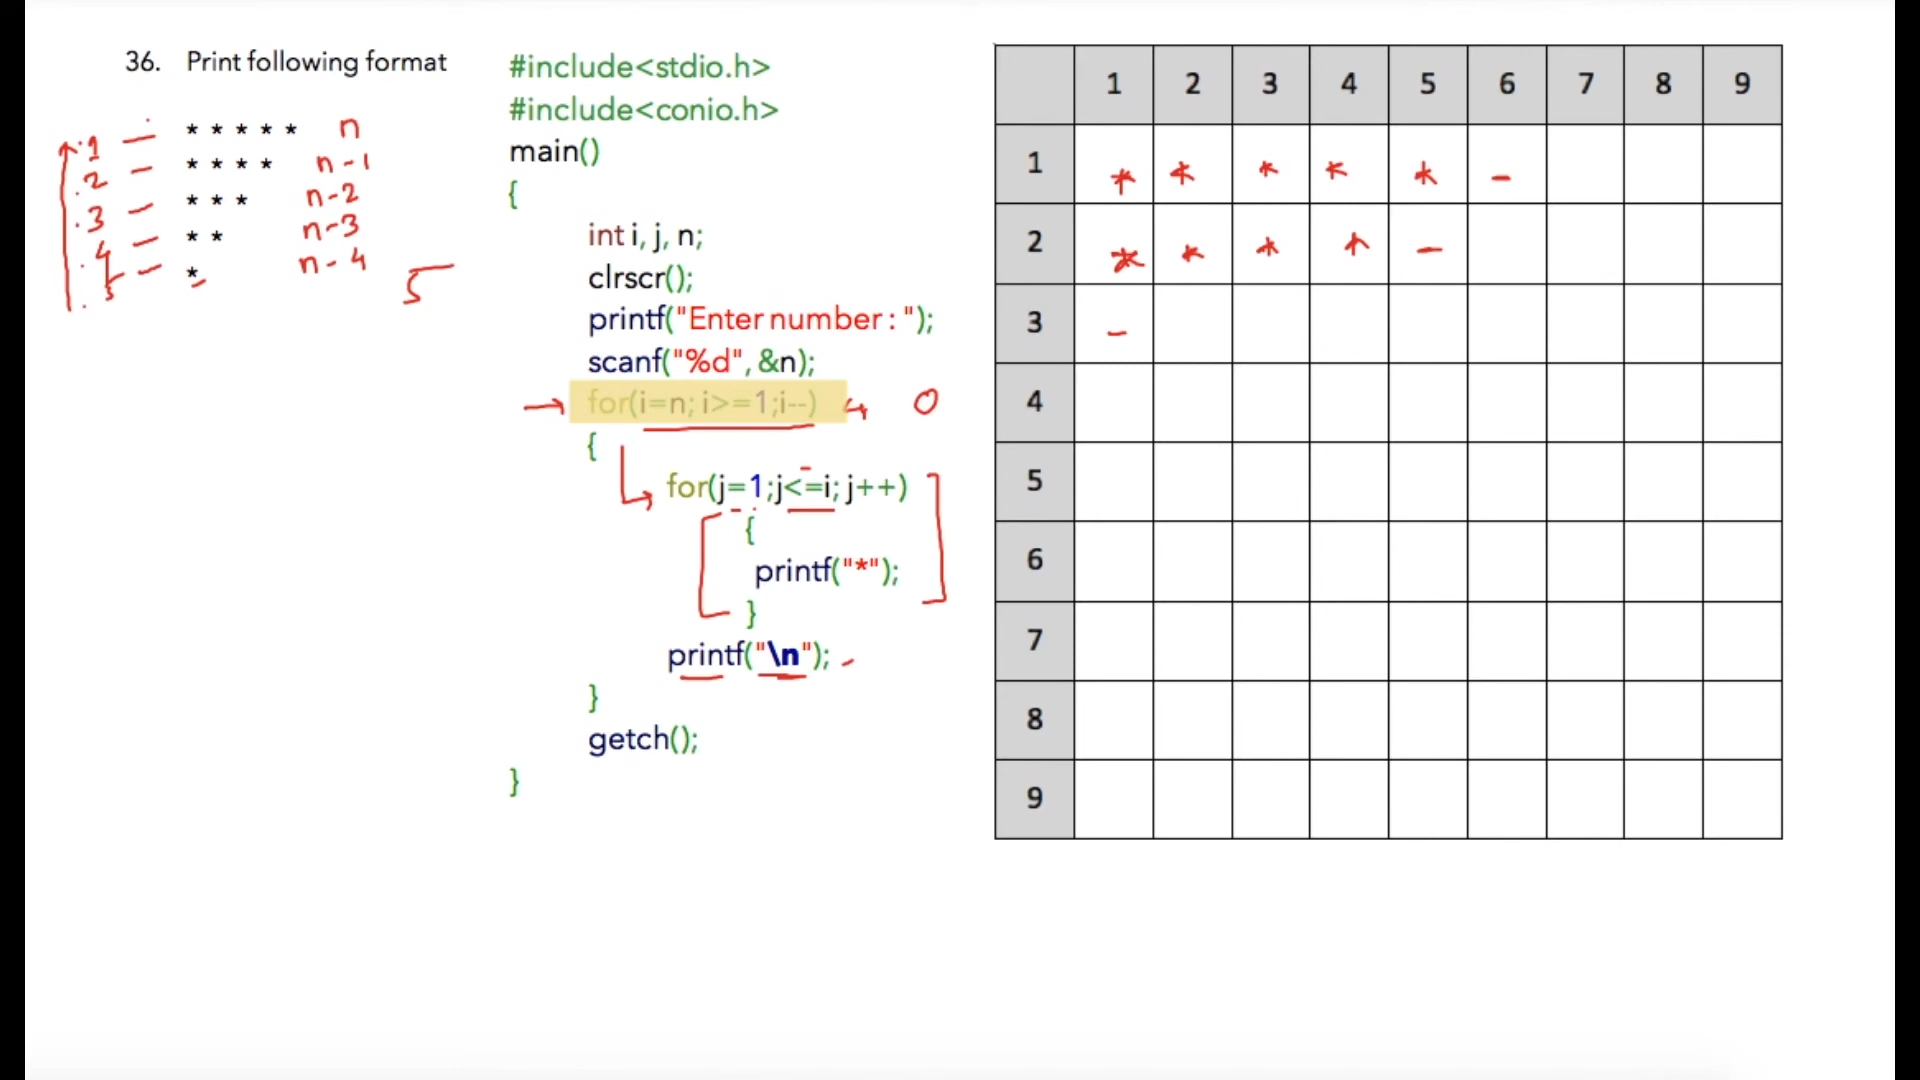 36. Print following format
1 — * * * * * n
2 — * * * * n-1
3 — * * * n-2
4 — * * n-3
5 — * n-4
5
#include<stdio.h>
#include<conio.h>
main()
{
int i, j, n;
clrscr();
printf("Enter number : ");
scanf("%d", &n);
for(i=n; i>=1;i--) 4 0
{
for(j=1;j<=i; j++)
{
printf("*");
}
printf("\n");
}
getch();
}
1 2 3 4 5 6 7 8 9
1 * * * * * -
2 * * * * -
3 -
4
5
6
7
8
9